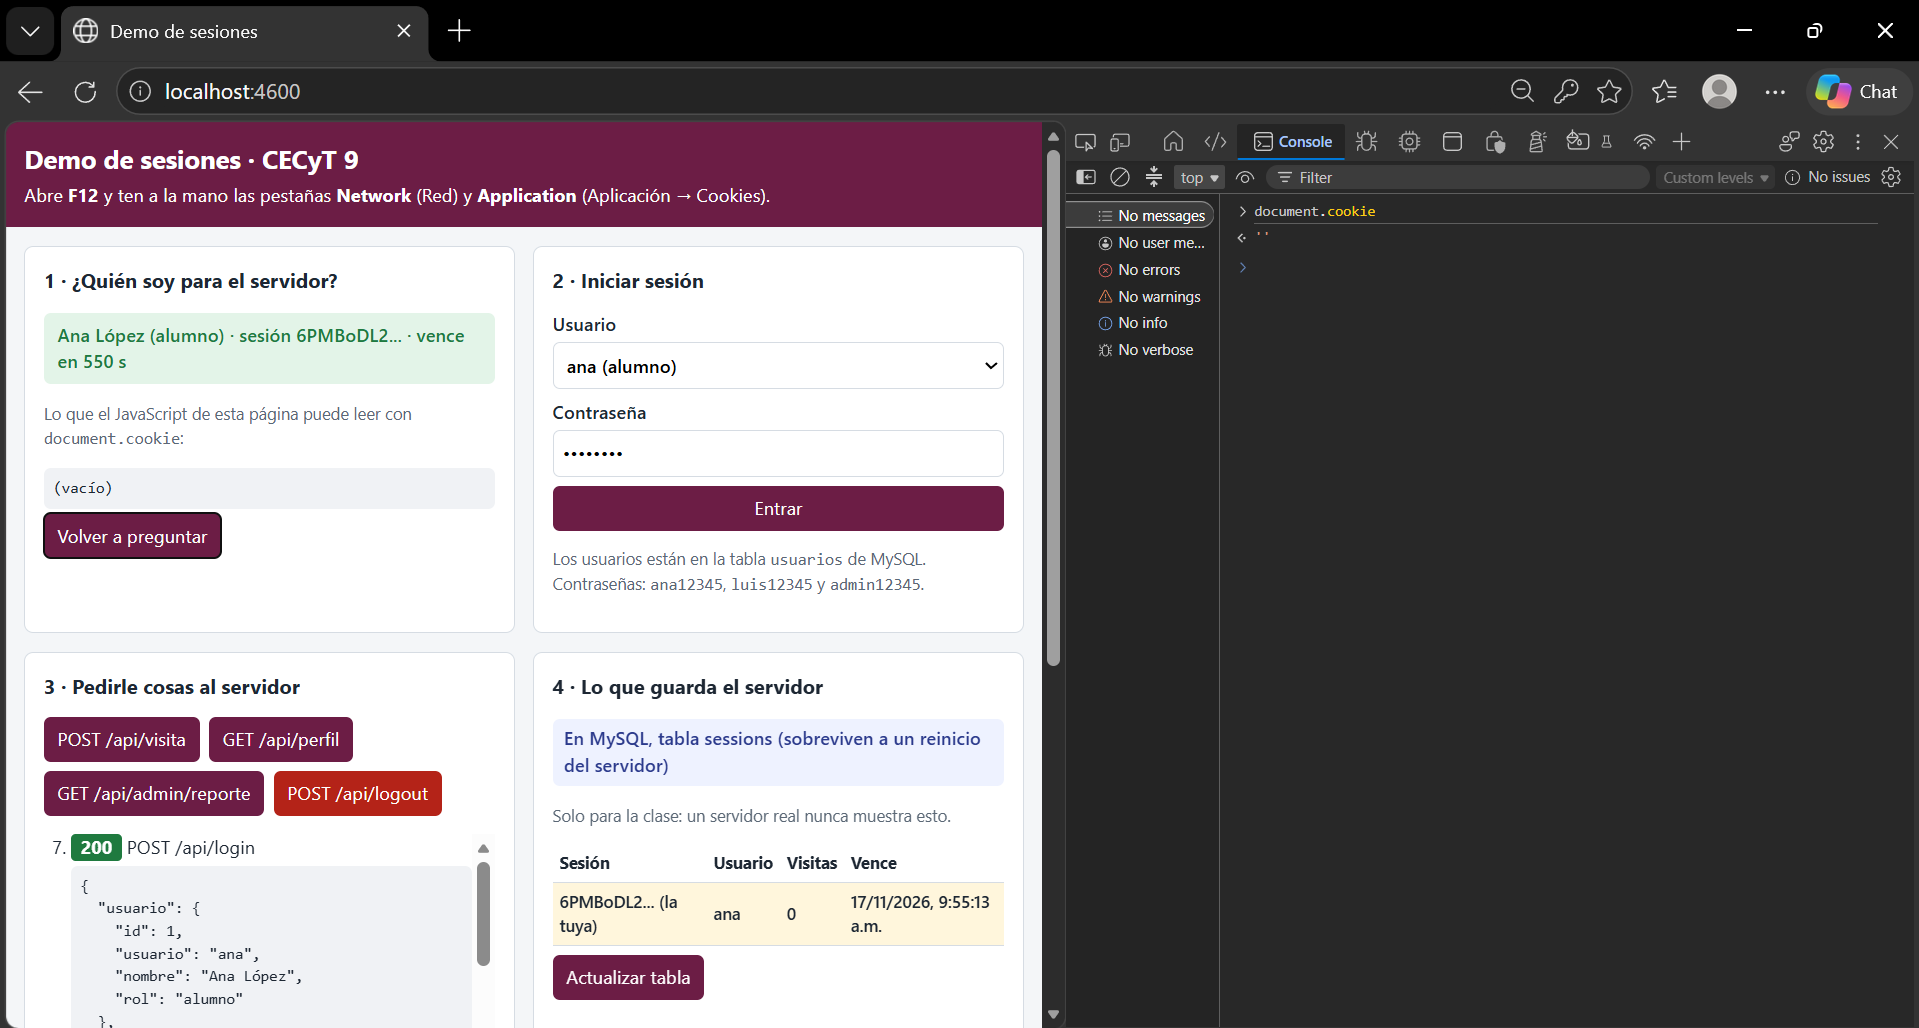 Demo de sesiones
localhost:4600
Chat
Demo de sesiones · CECyT 9
Abre F12 y ten a la mano las pestañas Network (Red) y Application (Aplicación → Cookies).
1 · ¿Quién soy para el servidor?
Ana López (alumno) · sesión 6PMBoDL2... · vence
en 550 s
Lo que el JavaScript de esta página puede leer con
document.cookie:
(vacío)
Volver a preguntar
2 · Iniciar sesión
Usuario
ana (alumno)
Contraseña
••••••••
Entrar
Los usuarios están en la tabla usuarios de MySQL.
Contraseñas: ana12345, luis12345 y admin12345.
3 · Pedirle cosas al servidor
POST /api/visita GET /api/perfil
GET /api/admin/reporte POST /api/logout
7. 200 POST /api/login
{
"usuario": {
"id": 1,
"usuario": "ana",
"nombre": "Ana López",
"rol": "alumno"
},
4 · Lo que guarda el servidor
En MySQL, tabla sessions (sobreviven a un reinicio
del servidor)
Solo para la clase: un servidor real nunca muestra esto.
Sesión Usuario Visitas Vence
6PMBoDL2... (la
tuya)
ana
0
17/11/2026, 9:55:13
a.m.
Actualizar tabla
Console
top
Filter
Custom levels
No issues
No messages
No user me...
No errors
No warnings
No info
No verbose
> document.cookie
''
>